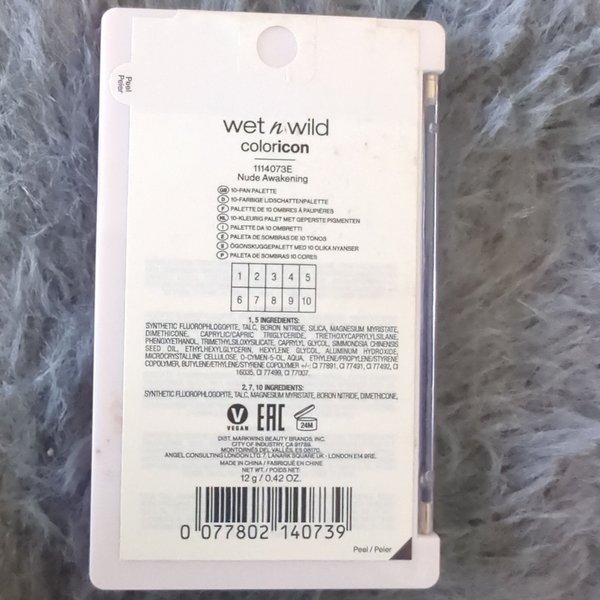 Peel
Peler
wet n wild
coloricon
1114073E
Nude Awakening
GB 10-PAN PALETTE
D 10-FARBIGE LIDSCHATTENPALETTE
F PALETTE DE 10 OMBRES À PAUPIÈRES
NL 10-KLEURIG PALET MET GEPERSTE PIGMENTEN
I PALETTE DA 10 OMBRETTI
E PALETA DE SOMBRAS DE 10 TONOS
S ÖGONSKUGGEPALETT MED 10 OLIKA NYANSER
P PALETA DE SOMBRAS 10 CORES
1 2 3 4 5
6 7 8 9 10
1, 5 INGREDIENTS:
SYNTHETIC FLUORPHLOGOPITE, TALC, BORON NITRIDE, SILICA, MAGNESIUM MYRISTATE,
DIMETHICONE, CAPRYLIC/CAPRIC TRIGLYCERIDE, TRIETHOXYCAPRYLYLSILANE,
PHENOXYETHANOL, TRIMETHYLSILOXYSILICATE, CAPRYLYL GLYCOL, SIMMONDSIA CHINENSIS
SEED OIL, ETHYLHEXYLGLYCERIN, HEXYLENE GLYCOL, ALUMINUM HYDROXIDE,
MICROCRYSTALLINE CELLULOSE, O-CYMEN-5-OL, AQUA, ETHYLENE/PROPYLENE/STYRENE
COPOLYMER, BUTYLENE/ETHYLENE/STYRENE COPOLYMER +/-: CI 77891, CI 77491, CI 77492, CI
16035, CI 77499, CI 77007.
2, 7, 10 INGREDIENTS:
SYNTHETIC FLUORPHLOGOPITE, TALC, MAGNESIUM MYRISTATE, BORON NITRIDE, DIMETHICONE,
V VEGAN EAC 24M
DIST. MARKWINS BEAUTY BRANDS, INC.
CITY OF INDUSTRY, CA 91789.
MONTORNÉS DEL VALLÉS, ES 08170.
ANGEL CONSULTING LONDON LTD.7, LANARK SQUARE UK - LONDON E14 9RE.
MADE IN CHINA / FABRIQUÉ EN CHINE
NET WT. / POIDS NET:
12 g / 0.42 OZ.
0 077802 140739
Peel / Peler